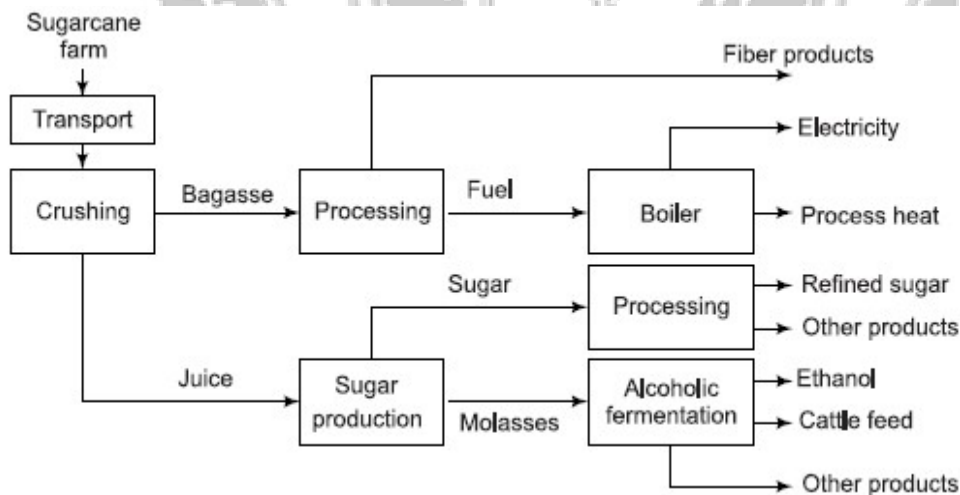 Sugarcane
farm
Fiber products
Transport
Electricity
Crushing
Bagasse
Processing
Fuel
Boiler
Process heat
Sugar
Processing
Refined sugar
Other products
Juice
Sugar
production
Molasses
Alcoholic
fermentation
Ethanol
Cattle feed
Other products